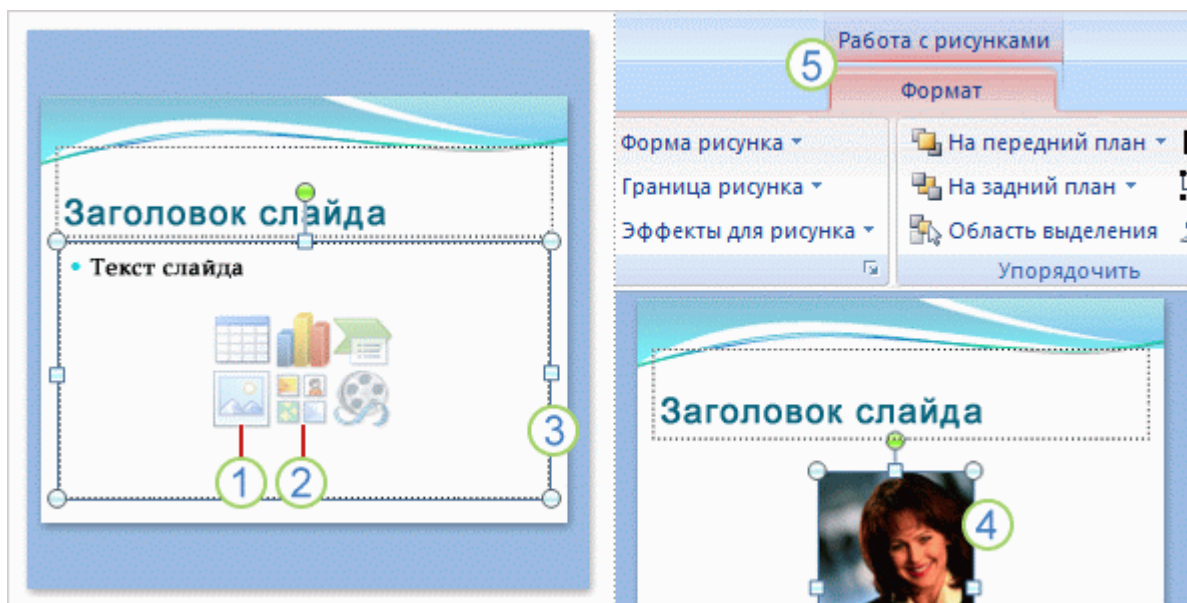 Заголовок слайда
• Текст слайда
1
2
3
Работа с рисунками
5
Формат
Форма рисунка
Граница рисунка
Эффекты для рисунка
На передний план
На задний план
Область выделения
Упорядочить
Заголовок слайда
4